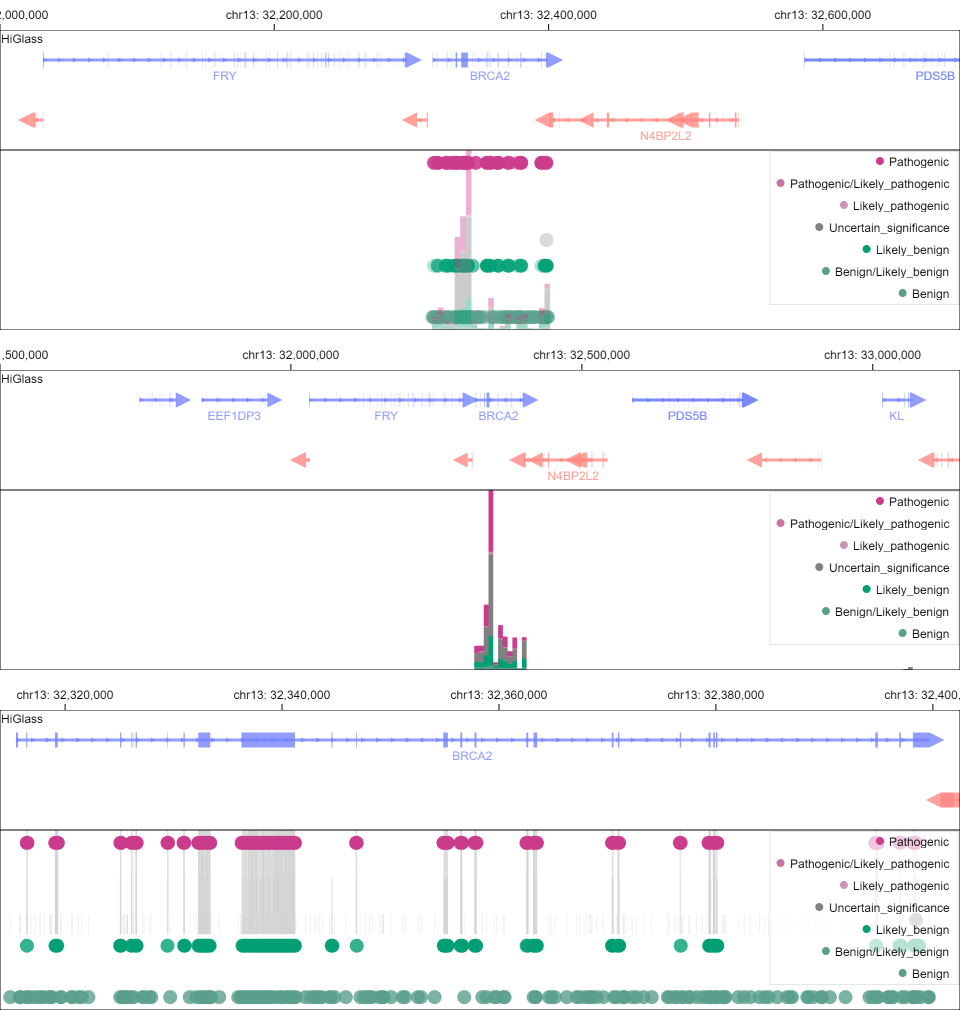 2,000,000 chr13: 32,200,000 chr13: 32,400,000 chr13: 32,600,000
HiGlass
FRY BRCA2 PDS5B
N4BP2L2
Pathogenic
Pathogenic/Likely_pathogenic
Likely_pathogenic
Uncertain_significance
Likely_benign
Benign/Likely_benign
Benign
,500,000 chr13: 32,000,000 chr13: 32,500,000 chr13: 33,000,000
HiGlass
EEF1DP3 FRY BRCA2 PDS5B KL
N4BP2L2
Pathogenic
Pathogenic/Likely_pathogenic
Likely_pathogenic
Uncertain_significance
Likely_benign
Benign/Likely_benign
Benign
chr13: 32,320,000 chr13: 32,340,000 chr13: 32,360,000 chr13: 32,380,000 chr13: 32,400,
HiGlass
BRCA2
Pathogenic
Pathogenic/Likely_pathogenic
Likely_pathogenic
Uncertain_significance
Likely_benign
Benign/Likely_benign
Benign